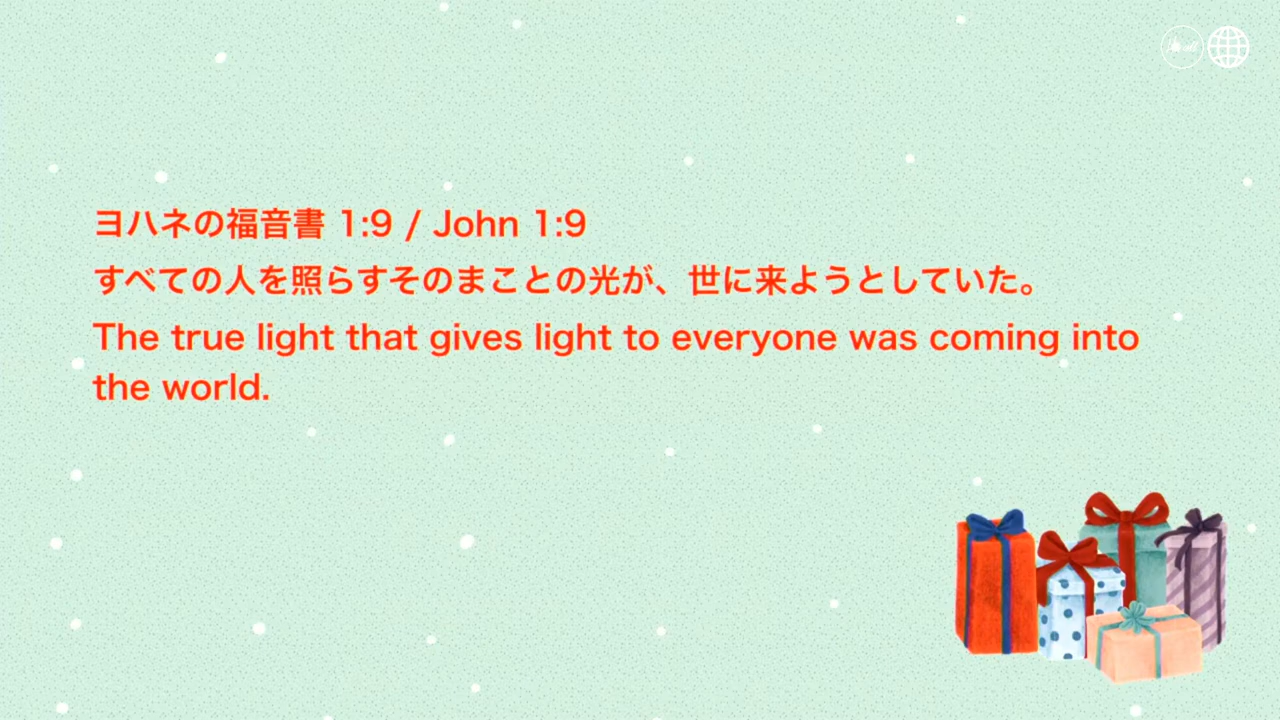 ヨハネの福音書 1:9 / John 1:9
すべての人を照らすそのまことの光が、世に来ようとしていた。
The true light that gives light to everyone was coming into
the world.